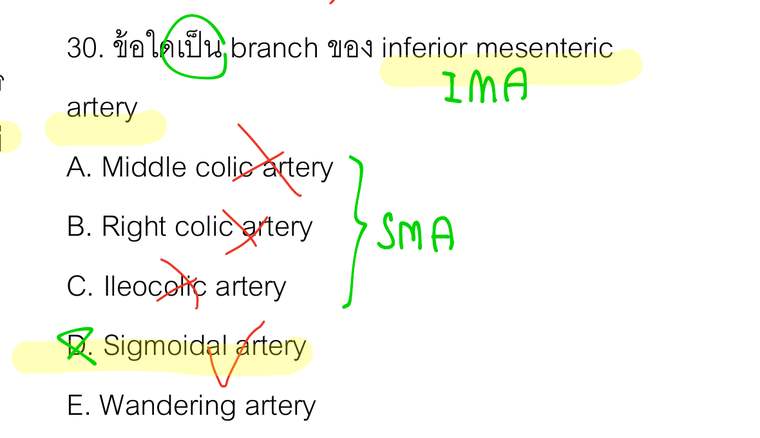 30. ข้อใดเป็น branch ของ inferior mesenteric
IMA
artery
A. Middle colic artery
B. Right colic artery
SMA
C. Ileocolic artery
D. Sigmoidal artery
E. Wandering artery